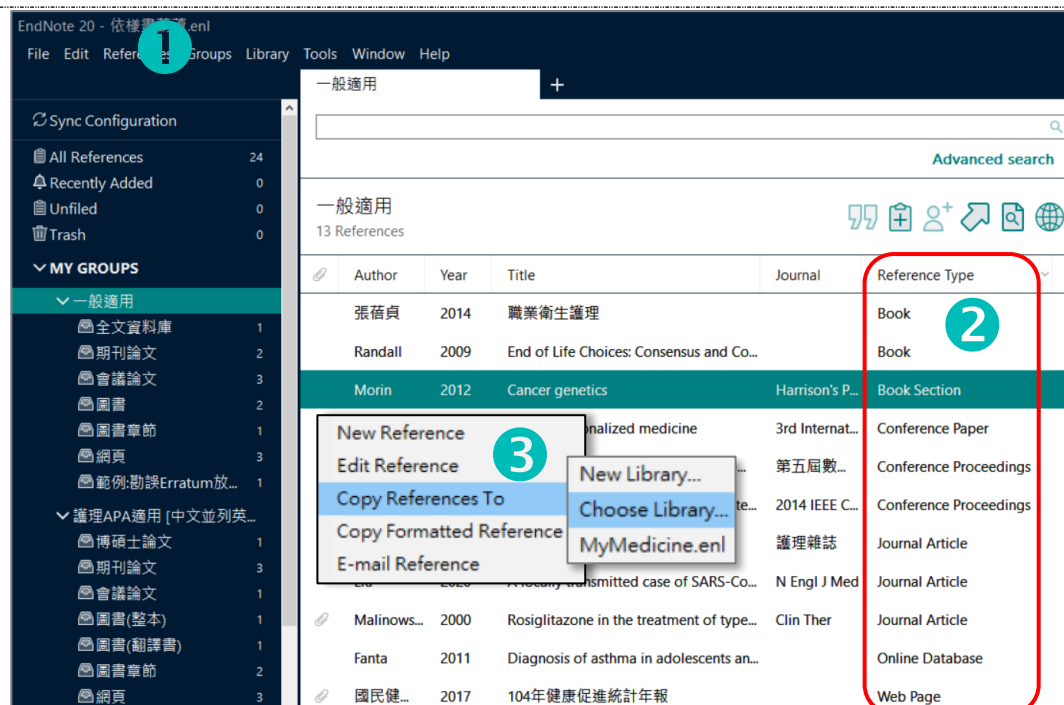 EndNote 20 - 依樣畫葫蘆.enl
1
File Edit References Groups Library Tools Window Help
一般適用 +
Sync Configuration
Advanced search
All References 24
Recently Added 0
Unfiled 0
Trash 0
一般適用
13 References
MY GROUPS
一般適用
全文資料庫 1
期刊論文 2
會議論文 3
圖書 2
圖書章節 1
網頁 3
範例:勘誤Erratum放... 1
護理APA適用 [中文並列英...
博碩士論文 1
期刊論文 3
會議論文 1
圖書(整本) 1
圖書(翻譯書) 1
圖書章節 2
網頁 3
Author Year Title Journal Reference Type
2
張蓓貞 2014 職業衛生護理 Book
Randall 2009 End of Life Choices: Consensus and Co... Book
Morin 2012 Cancer genetics Harrison's P... Book Section
nalized medicine 3rd Internat... Conference Paper
... 第五屆數... Conference Proceedings
te... 2014 IEEE C... Conference Proceedings
護理雜誌 Journal Article
2020 A locally transmitted case of SARS-Co... N Engl J Med Journal Article
Malinows... 2000 Rosiglitazone in the treatment of type... Clin Ther Journal Article
Fanta 2011 Diagnosis of asthma in adolescents an... Online Database
國民健... 2017 104年健康促進統計年報 Web Page
3
New Reference
Edit Reference
Copy References To
Copy Formatted Reference
E-mail Reference
New Library...
Choose Library...
MyMedicine.enl